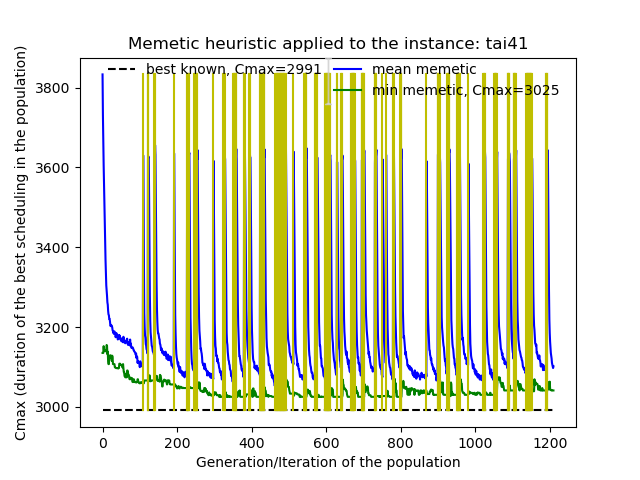 Memetic heuristic applied to the instance: tai41
best known, Cmax=2991
mean memetic
min memetic, Cmax=3025
Cmax (duration of the best scheduling in the population)
3800
3600
3400
3200
3000
0 200 400 600 800 1000 1200
Generation/Iteration of the population